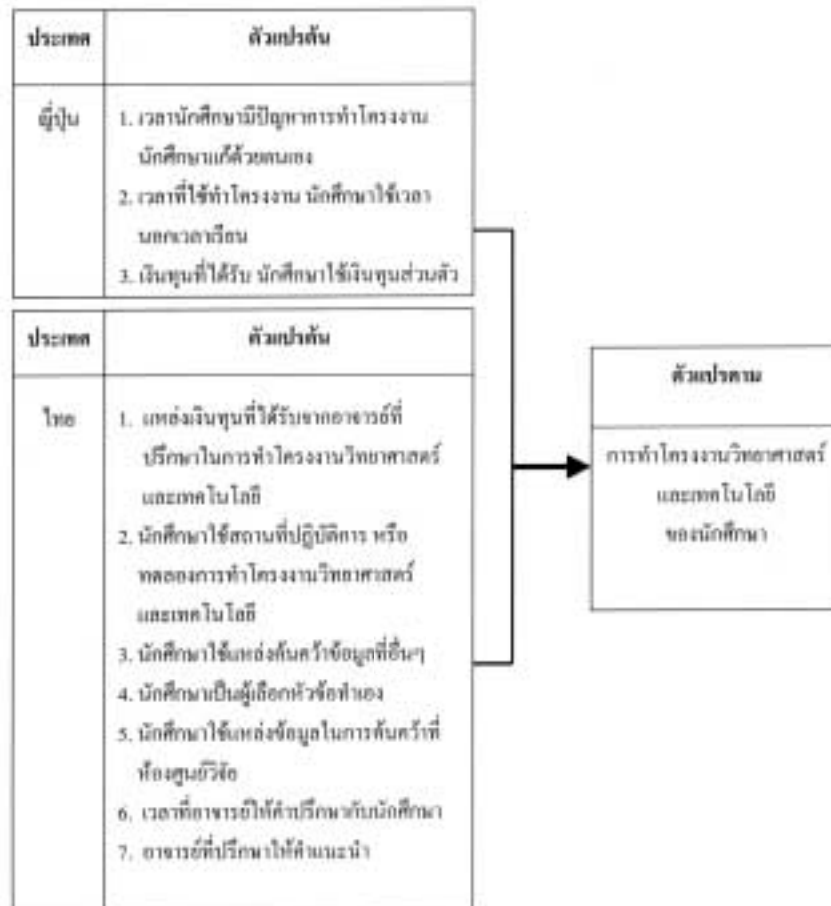 ประเทศ ตัวแปรต้น
ญี่ปุ่น 1. เวลานักศึกษามีปัญหาการทำโครงงาน
นักศึกษาแก้ด้วยตนเอง
2. เวลาที่ใช้ทำโครงงาน นักศึกษาใช้เวลา
นอกเวลาเรียน
3. เงินทุนที่ได้รับ นักศึกษาใช้เงินทุนส่วนตัว
ประเทศ ตัวแปรต้น
ไทย 1. แหล่งเงินทุนที่ได้รับจากอาจารย์ที่
ปรึกษาในการทำโครงงานวิทยาศาสตร์
และเทคโนโลยี
2. นักศึกษาใช้สถานที่ปฏิบัติการ หรือ
ทดลองการทำโครงงานวิทยาศาสตร์
และเทคโนโลยี
3. นักศึกษาใช้แหล่งค้นคว้าข้อมูลที่อื่นๆ
4. นักศึกษาเป็นผู้เลือกหัวข้อทำเอง
5. นักศึกษาใช้แหล่งข้อมูลในการค้นคว้าที่
ห้องศูนย์วิจัย
6. เวลาที่อาจารย์ให้คำปรึกษากับนักศึกษา
7. อาจารย์ที่ปรึกษาให้คำแนะนำ
ตัวแปรตาม
การทำโครงงานวิทยาศาสตร์
และเทคโนโลยี
ของนักศึกษา